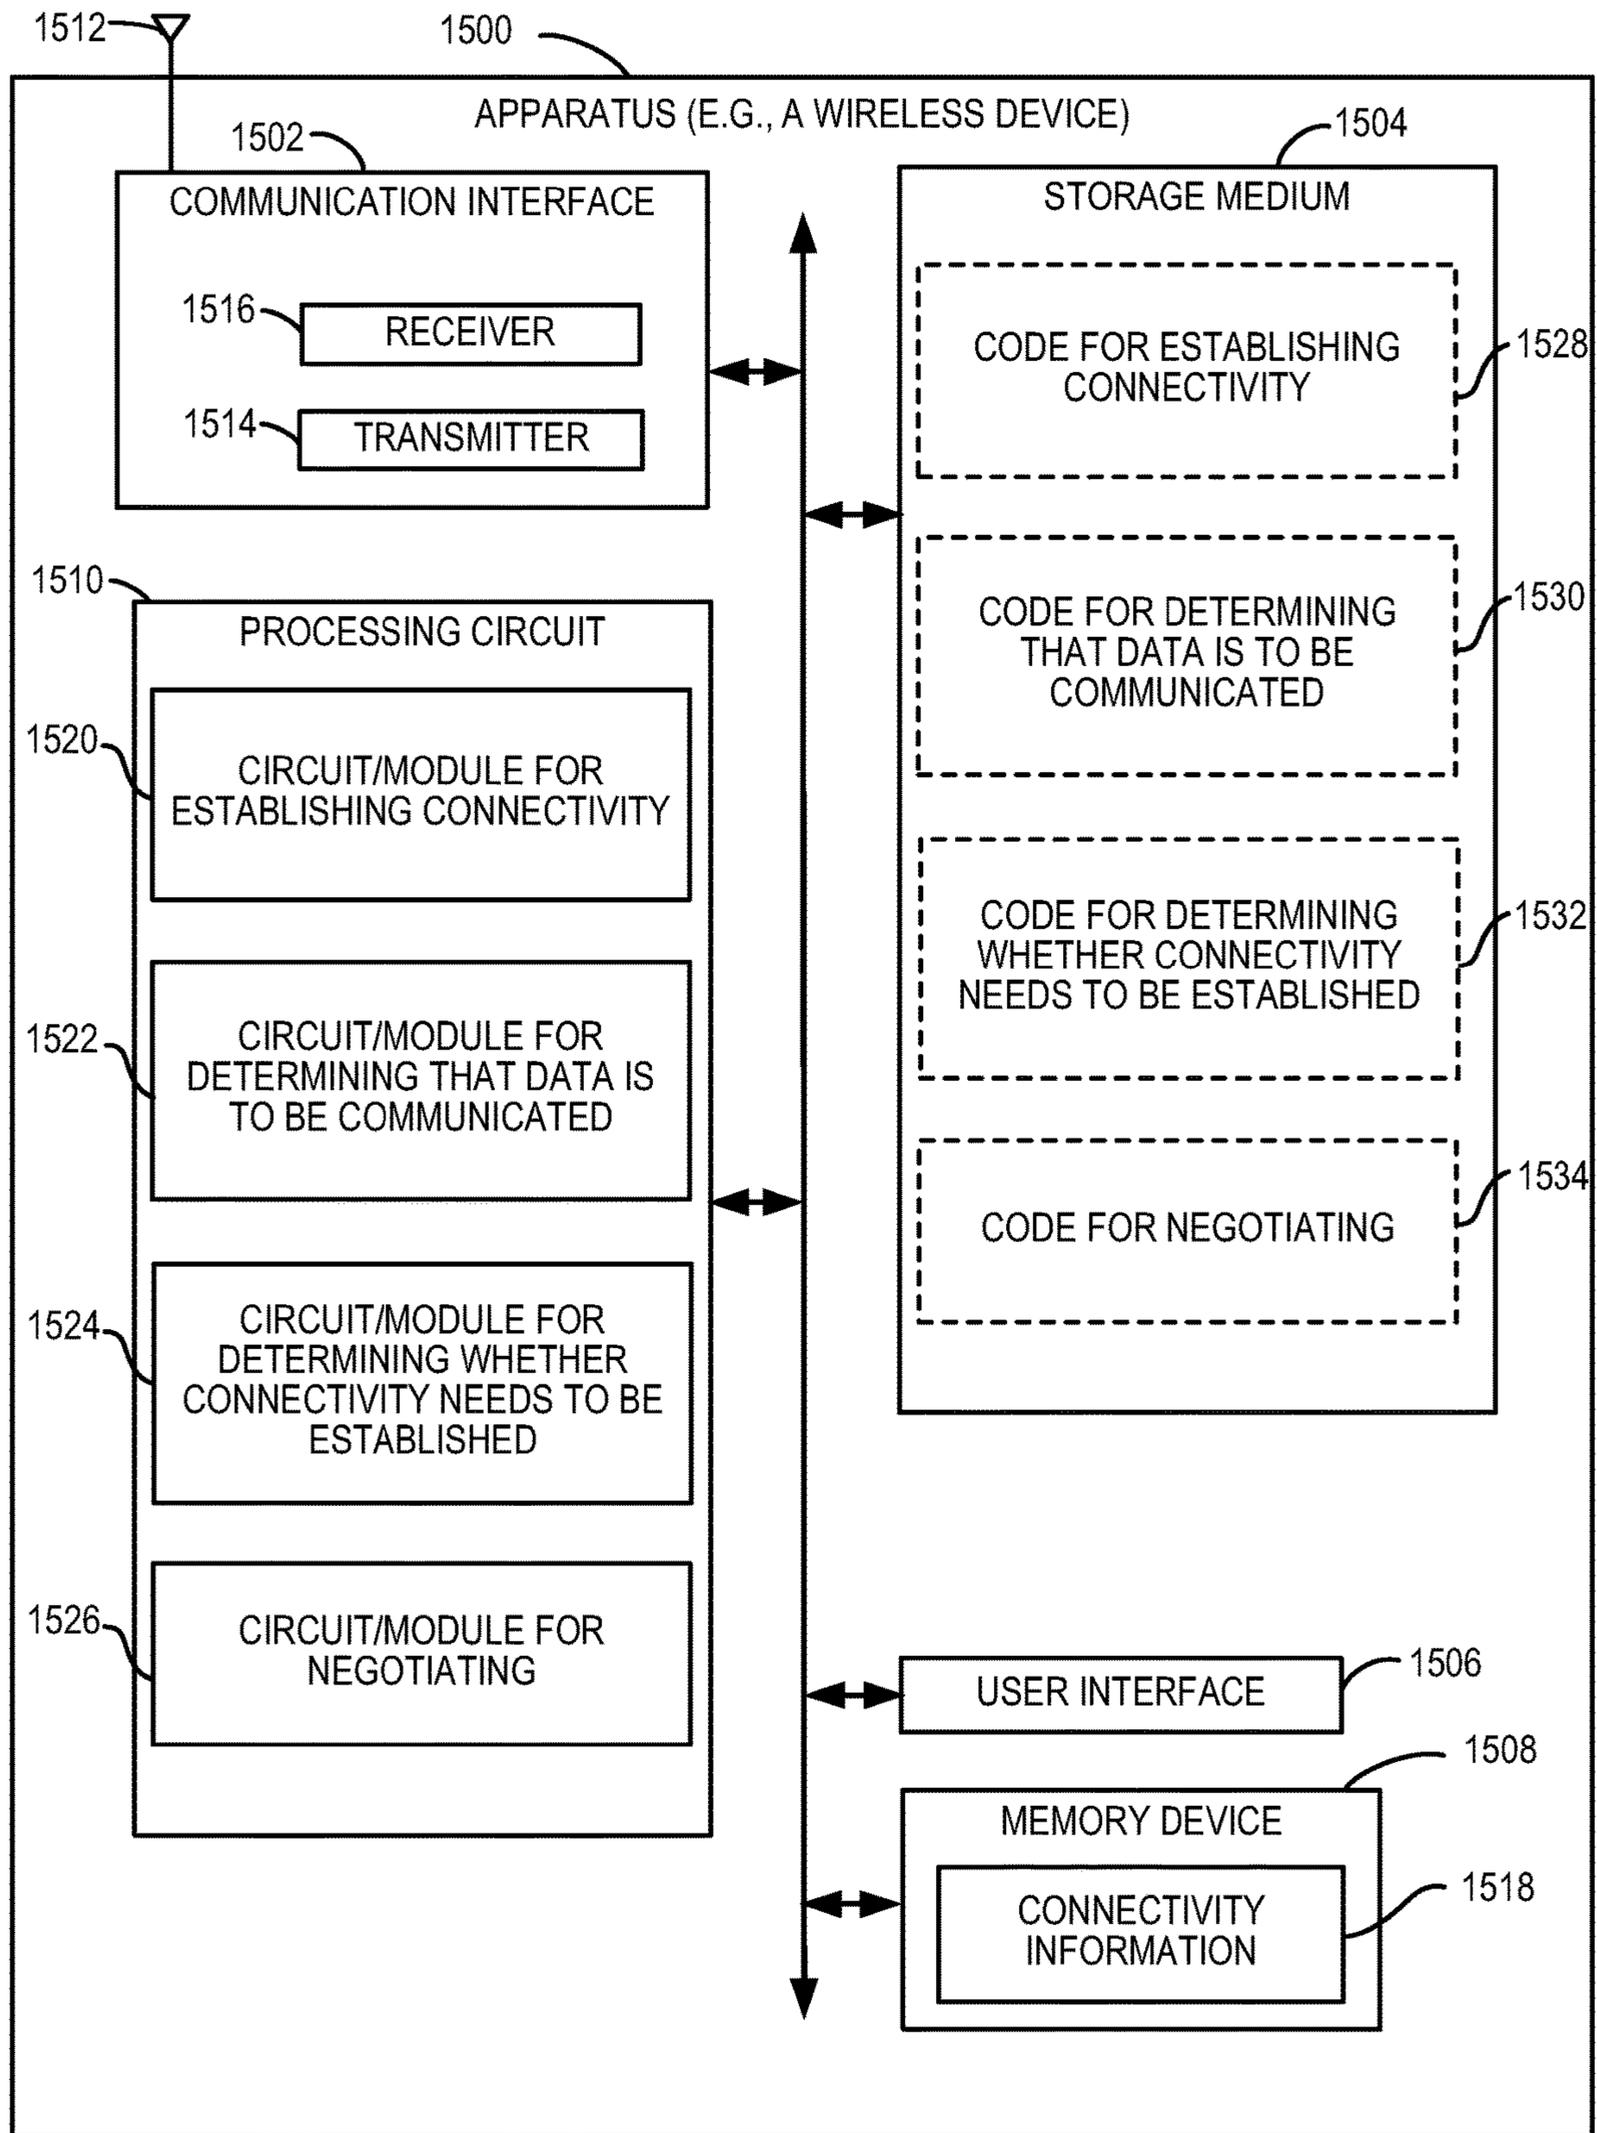 1512
1500
APPARATUS (E.G., A WIRELESS DEVICE)
1502
COMMUNICATION INTERFACE
1516
RECEIVER
1514
TRANSMITTER
1504
STORAGE MEDIUM
CODE FOR ESTABLISHING
CONNECTIVITY
1528
CODE FOR DETERMINING
THAT DATA IS TO BE
COMMUNICATED
1530
CODE FOR DETERMINING
WHETHER CONNECTIVITY
NEEDS TO BE ESTABLISHED
1532
CODE FOR NEGOTIATING
1534
1510
PROCESSING CIRCUIT
1520
CIRCUIT/MODULE FOR
ESTABLISHING CONNECTIVITY
1522
CIRCUIT/MODULE FOR
DETERMINING THAT DATA IS
TO BE COMMUNICATED
1524
CIRCUIT/MODULE FOR
DETERMINING WHETHER
CONNECTIVITY NEEDS TO BE
ESTABLISHED
1526
CIRCUIT/MODULE FOR
NEGOTIATING
USER INTERFACE
1506
1508
MEMORY DEVICE
CONNECTIVITY
INFORMATION
1518